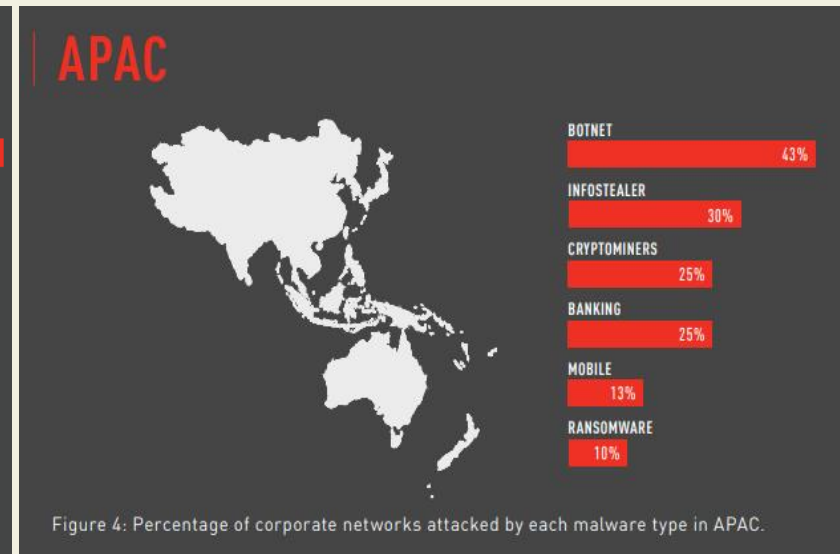 APAC
BOTNET
43%
INFOSTEALER
30%
CRYPTOMINERS
25%
BANKING
25%
MOBILE
13%
RANSOMWARE
10%
Figure 4: Percentage of corporate networks attacked by each malware type in APAC.